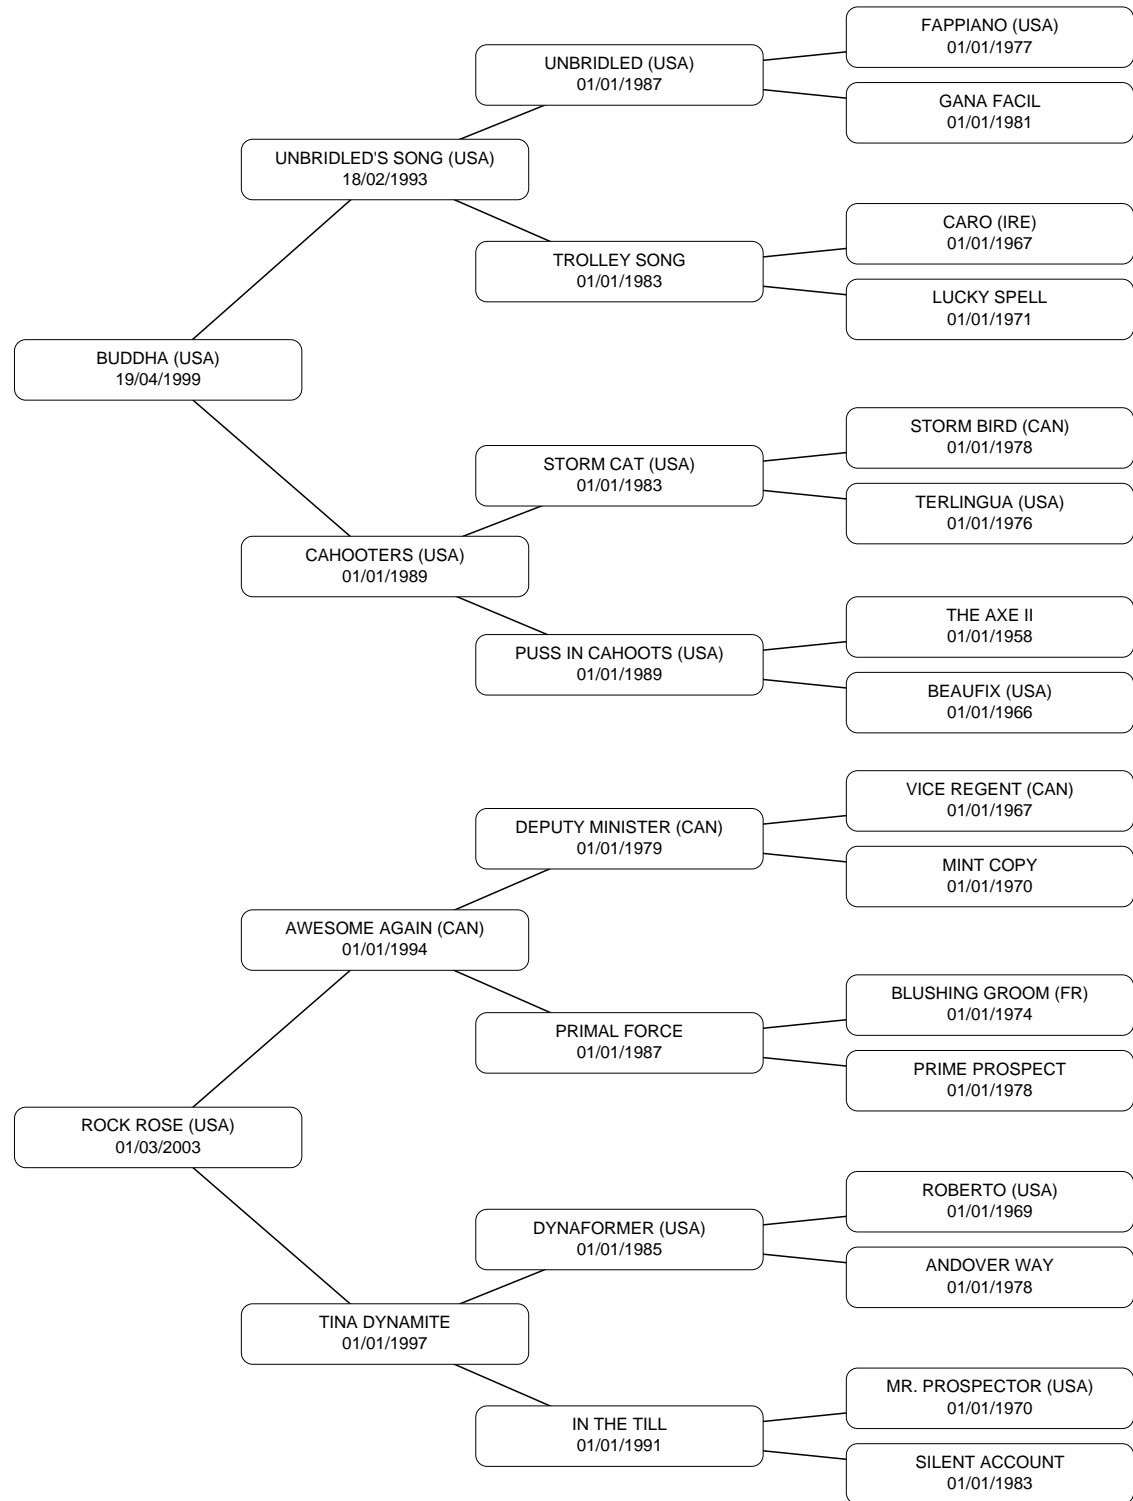 FAPPIANO (USA)
01/01/1977
UNBRIDLED (USA)
01/01/1987
GANA FACIL
01/01/1981
UNBRIDLED'S SONG (USA)
18/02/1993
CARO (IRE)
01/01/1967
TROLLEY SONG
01/01/1983
LUCKY SPELL
01/01/1971
BUDDHA (USA)
19/04/1999
STORM BIRD (CAN)
01/01/1978
STORM CAT (USA)
01/01/1983
TERLINGUA (USA)
01/01/1976
CAHOOTERS (USA)
01/01/1989
THE AXE II
01/01/1958
PUSS IN CAHOOTS (USA)
01/01/1989
BEAUFIX (USA)
01/01/1966
VICE REGENT (CAN)
01/01/1967
DEPUTY MINISTER (CAN)
01/01/1979
MINT COPY
01/01/1970
AWESOME AGAIN (CAN)
01/01/1994
BLUSHING GROOM (FR)
01/01/1974
PRIMAL FORCE
01/01/1987
PRIME PROSPECT
01/01/1978
ROCK ROSE (USA)
01/03/2003
ROBERTO (USA)
01/01/1969
DYNAFORMER (USA)
01/01/1985
ANDOVER WAY
01/01/1978
TINA DYNAMITE
01/01/1997
MR. PROSPECTOR (USA)
01/01/1970
IN THE TILL
01/01/1991
SILENT ACCOUNT
01/01/1983